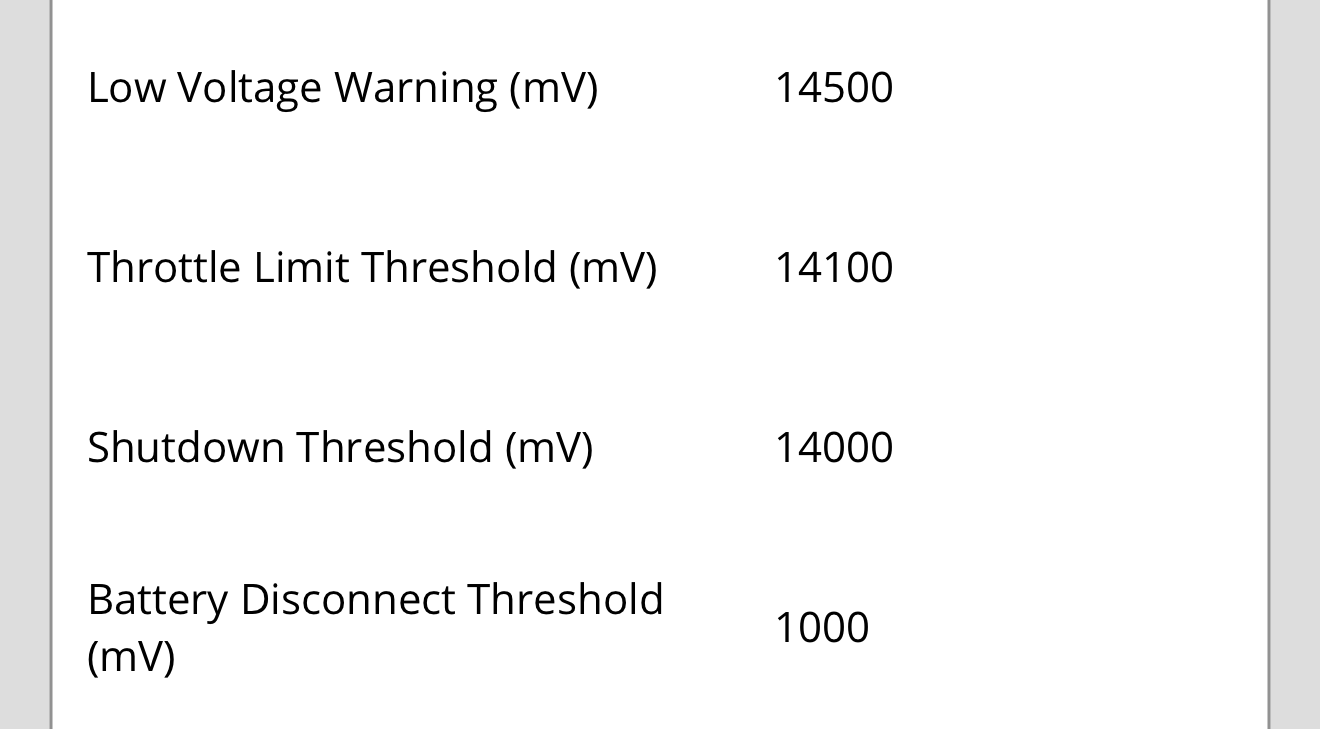 Low Voltage Warning (mV) 14500
Throttle Limit Threshold (mV) 14100
Shutdown Threshold (mV) 14000
Battery Disconnect Threshold
(mV) 1000